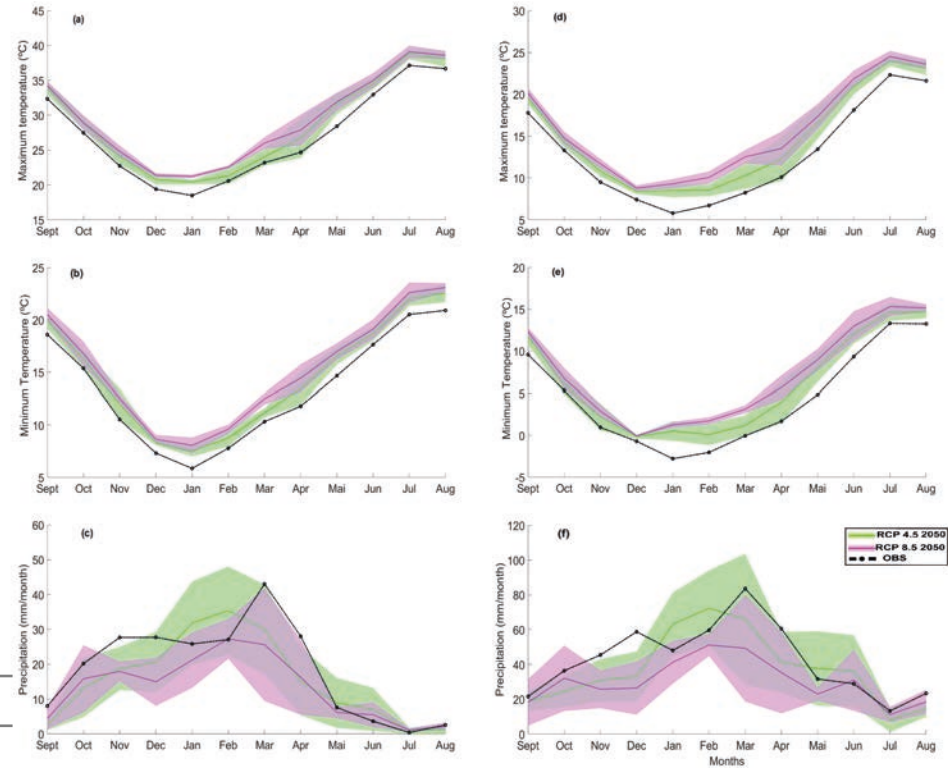 (a)
Maximum temperature (ºC)
45
40
35
30
25
20
15
Sept Oct Nov Dec Jan Feb Mar Apr Mai Jun Jul Aug
(d)
Maximum temperature (ºC)
30
25
20
15
10
5
Sept Oct Nov Dec Jan Feb Mar Apr Mai Jun Jul Aug
(b)
Minimum Temperature (ºC)
25
20
15
10
5
Sept Oct Nov Dec Jan Feb Mar Apr Mai Jun Jul Aug
(e)
Minimum Temperature (ºC)
20
15
10
5
0
-5
Sept Oct Nov Dec Jan Feb Mar Apr Mai Jun Jul Aug
(c)
Precipitation (mm/month)
60
50
40
30
20
10
0
Sept Oct Nov Dec Jan Feb Mar Apr Mai Jun Jul Aug
(f)
Precipitation (mm/month)
120
100
80
60
40
20
0
Sept Oct Nov Dec Jan Feb Mar Apr Mai Jun Jul Aug
Months
RCP 4.5 2050
RCP 8.5 2050
OBS